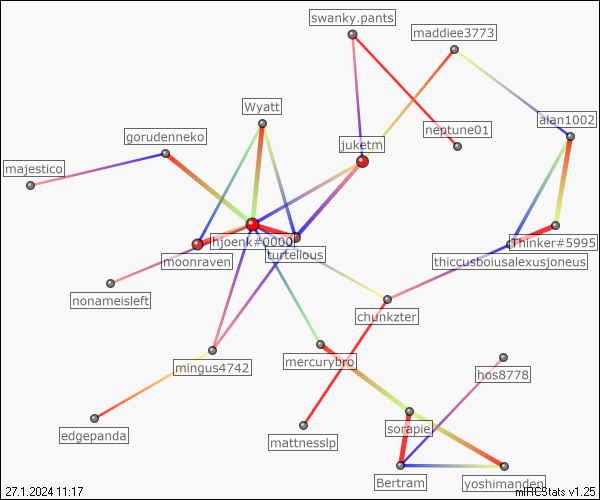 swanky.pants
maddiee3773
Wyatt
alan1002
neptune01
gorudenneko
juketm
majestico
hjoenk#0000
Thinker#5995
turtelious
moonraven
thiccusboiusalexusjoneus
nonameisleft
chunkzter
mercurybro
mingus4742
hos8778
sorapie
edgepanda
mattnesslp
Bertram
yoshimanden
27.1.2024 11:17
mIRCStats v1.25